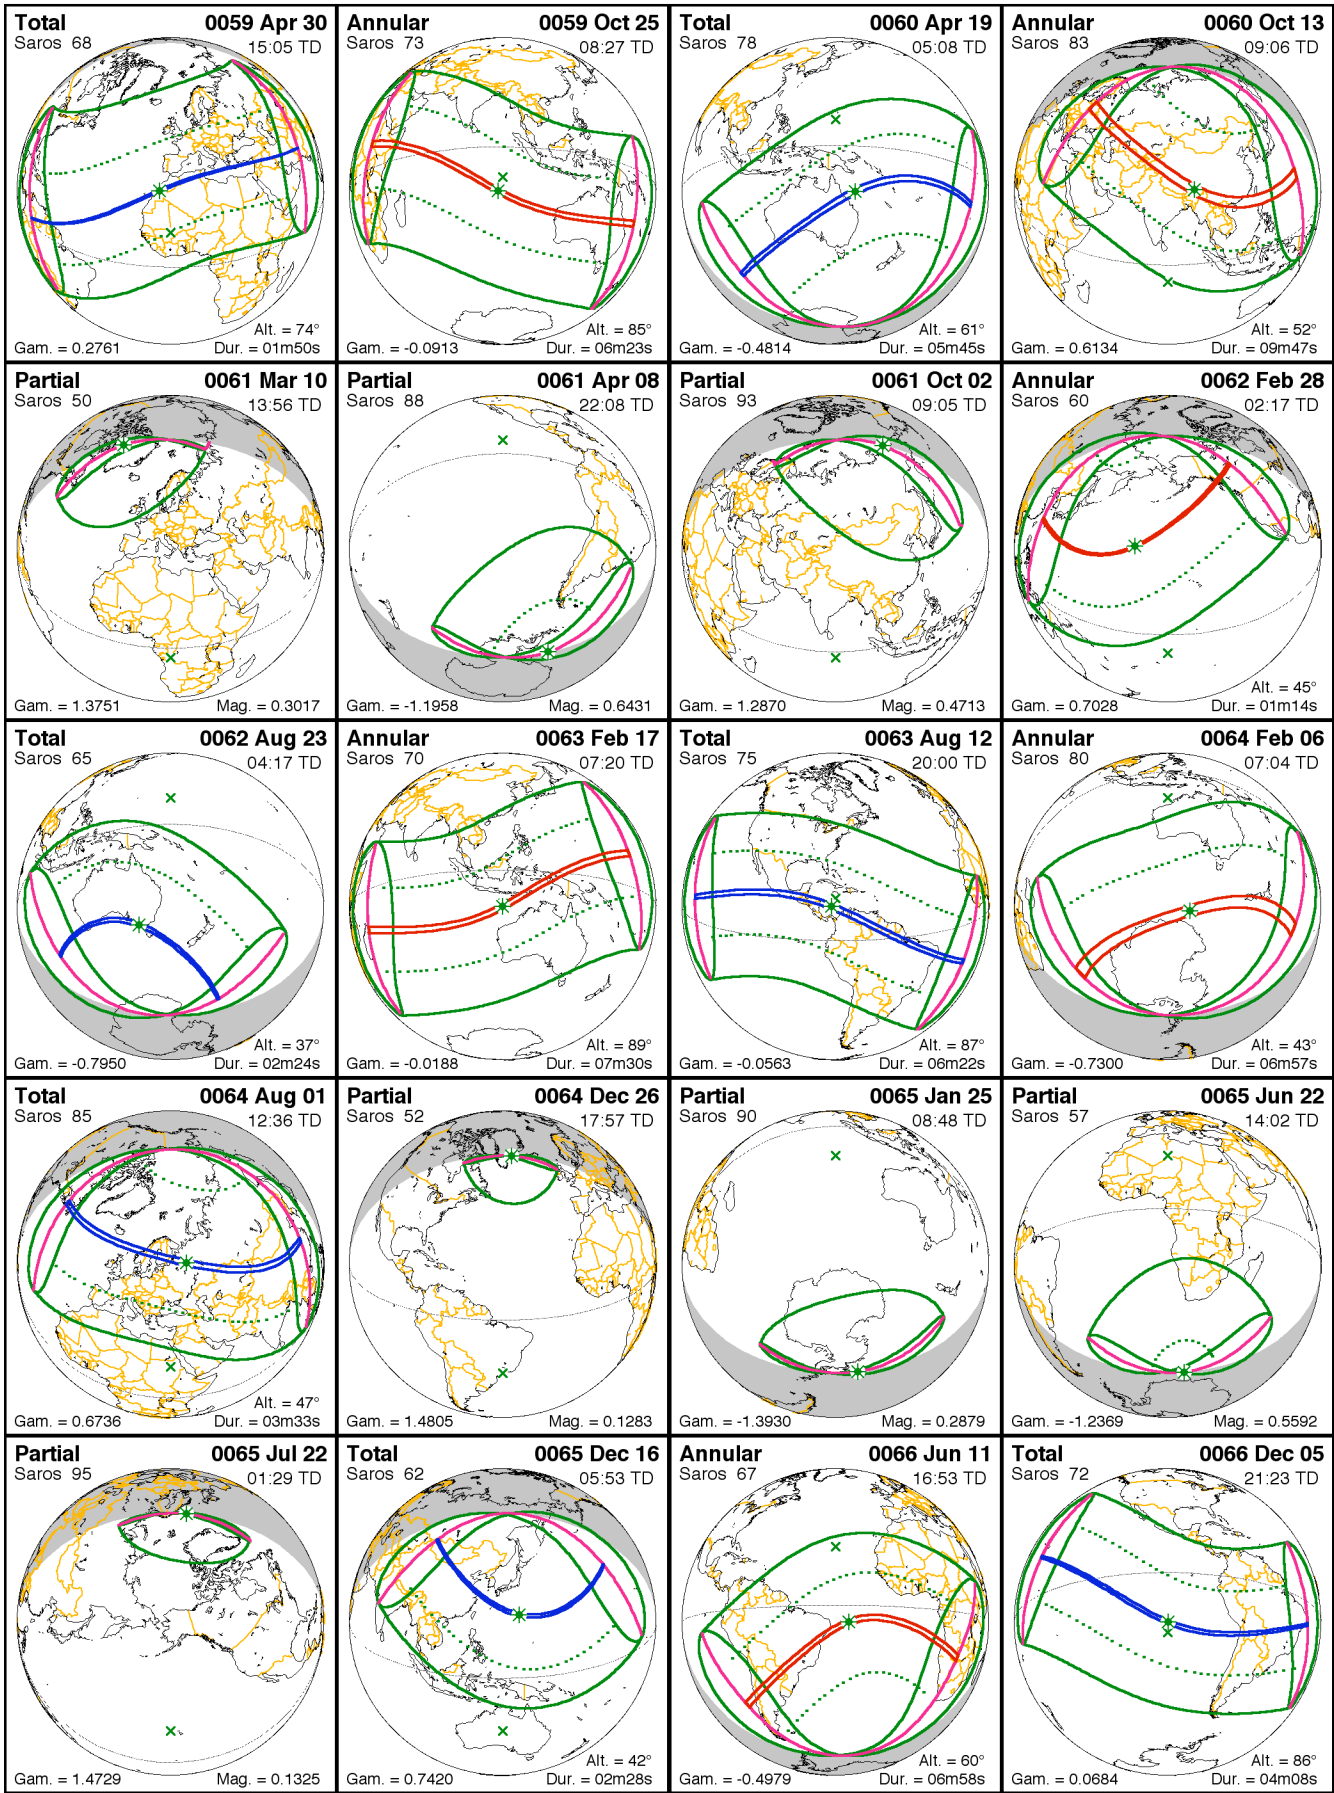 Total 0059 Apr 30
Saros 68 15:05 TD
Alt. = 74°
Gam. = 0.2761 Dur. = 01m50s
Annular 0059 Oct 25
Saros 73 08:27 TD
Alt. = 85°
Gam. = -0.0913 Dur. = 06m23s
Total 0060 Apr 19
Saros 78 05:08 TD
Alt. = 61°
Gam. = -0.4814 Dur. = 05m45s
Annular 0060 Oct 13
Saros 83 09:06 TD
Alt. = 52°
Gam. = 0.6134 Dur. = 09m47s
Partial 0061 Mar 10
Saros 50 13:56 TD
Gam. = 1.3751 Mag. = 0.3017
Partial 0061 Apr 08
Saros 88 22:08 TD
Gam. = -1.1958 Mag. = 0.6431
Partial 0061 Oct 02
Saros 93 09:05 TD
Gam. = 1.2870 Mag. = 0.4713
Annular 0062 Feb 28
Saros 60 02:17 TD
Alt. = 45°
Gam. = 0.7028 Dur. = 01m14s
Total 0062 Aug 23
Saros 65 04:17 TD
Alt. = 37°
Gam. = -0.7950 Dur. = 02m24s
Annular 0063 Feb 17
Saros 70 07:20 TD
Alt. = 89°
Gam. = -0.0188 Dur. = 07m30s
Total 0063 Aug 12
Saros 75 20:00 TD
Alt. = 87°
Gam. = -0.0563 Dur. = 06m22s
Annular 0064 Feb 06
Saros 80 07:04 TD
Alt. = 43°
Gam. = -0.7300 Dur. = 06m57s
Total 0064 Aug 01
Saros 85 12:36 TD
Alt. = 47°
Gam. = 0.6736 Dur. = 03m33s
Partial 0064 Dec 26
Saros 52 17:57 TD
Gam. = 1.4805 Mag. = 0.1283
Partial 0065 Jan 25
Saros 90 08:48 TD
Gam. = -1.3930 Mag. = 0.2879
Partial 0065 Jun 22
Saros 57 14:02 TD
Gam. = -1.2369 Mag. = 0.5592
Partial 0065 Jul 22
Saros 95 01:29 TD
Gam. = 1.4729 Mag. = 0.1325
Total 0065 Dec 16
Saros 62 05:53 TD
Alt. = 42°
Gam. = 0.7420 Dur. = 02m28s
Annular 0066 Jun 11
Saros 67 16:53 TD
Alt. = 60°
Gam. = -0.4979 Dur. = 06m58s
Total 0066 Dec 05
Saros 72 21:23 TD
Alt. = 86°
Gam. = 0.0684 Dur. = 04m08s